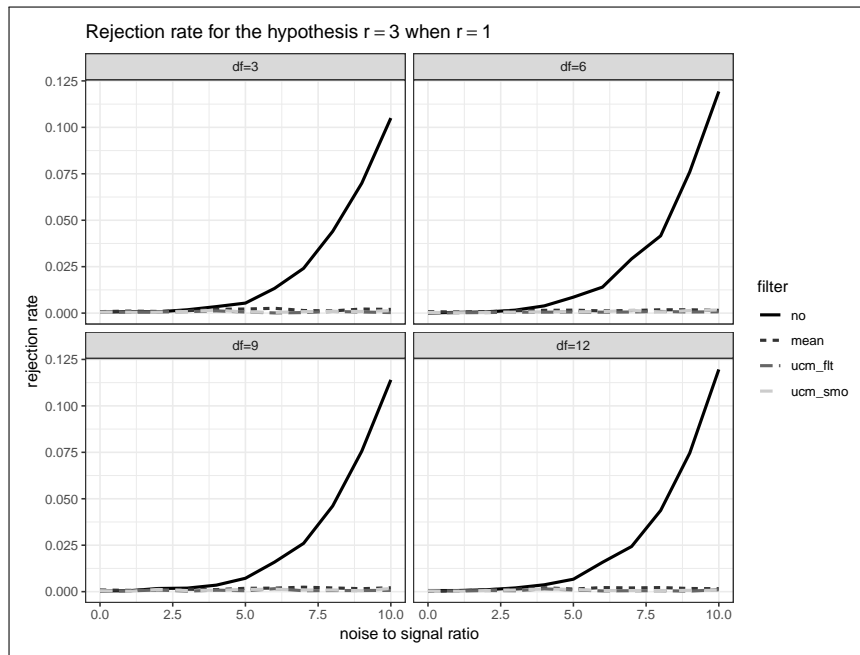 Rejection rate for the hypothesis r = 3 when r = 1
df=3
df=6
0.125
0.100
0.075
0.050
0.025
0.000
df=9
df=12
0.125
0.100
0.075
0.050
0.025
0.000
0.0
2.5
5.0
7.5
10.0
0.0
2.5
5.0
7.5
10.0
noise to signal ratio
rejection rate
filter
no
mean
ucm_flt
ucm_smo